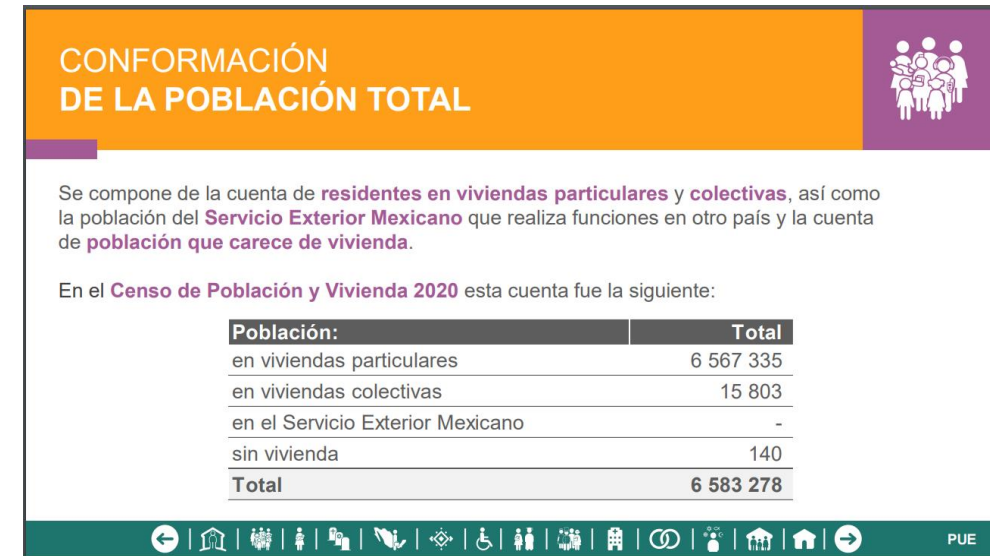 CONFORMACIÓN
DE LA POBLACIÓN TOTAL
Se compone de la cuenta de residentes en viviendas particulares y colectivas, así como
la población del Servicio Exterior Mexicano que realiza funciones en otro país y la cuenta
de población que carece de vivienda.
En el Censo de Población y Vivienda 2020 esta cuenta fue la siguiente:
Población: Total
en viviendas particulares 6 567 335
en viviendas colectivas 15 803
en el Servicio Exterior Mexicano -
sin vivienda 140
Total 6 583 278
PUE